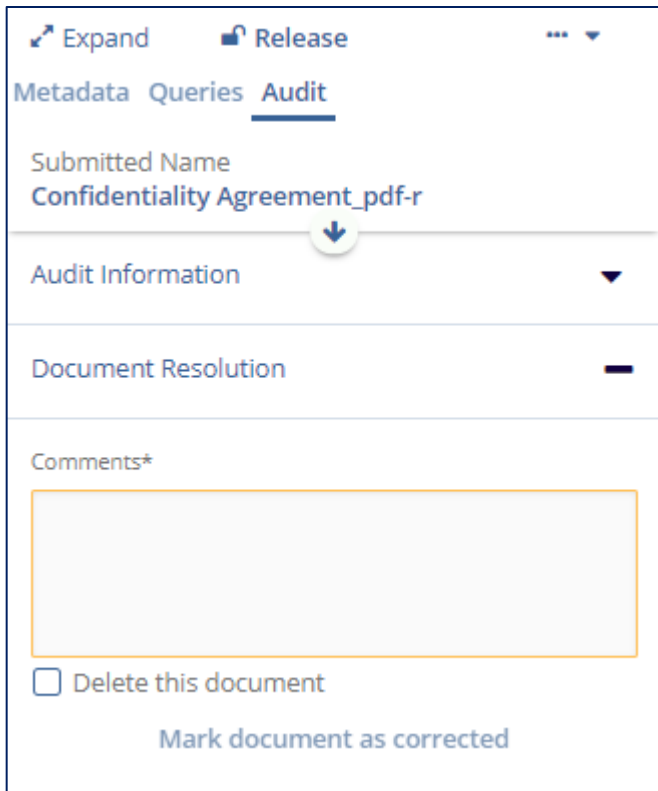 Expand Release ...
Metadata Queries Audit
Submitted Name
Confidentiality Agreement_pdf-r
Audit Information
Document Resolution
Comments*
Delete this document
Mark document as corrected